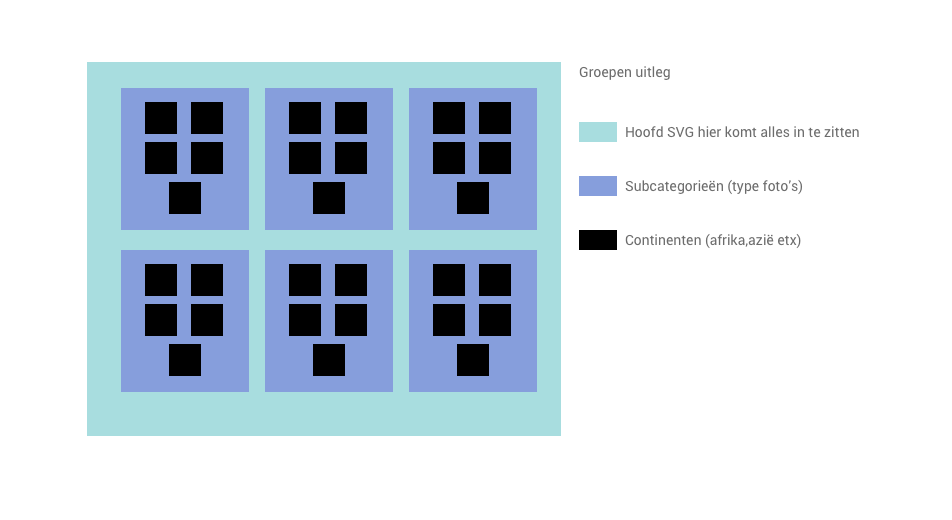 Groepen uitleg
Hoofd SVG hier komt alles in te zitten
Subcategorieën (type foto's)
Continenten (afrika,azië etx)